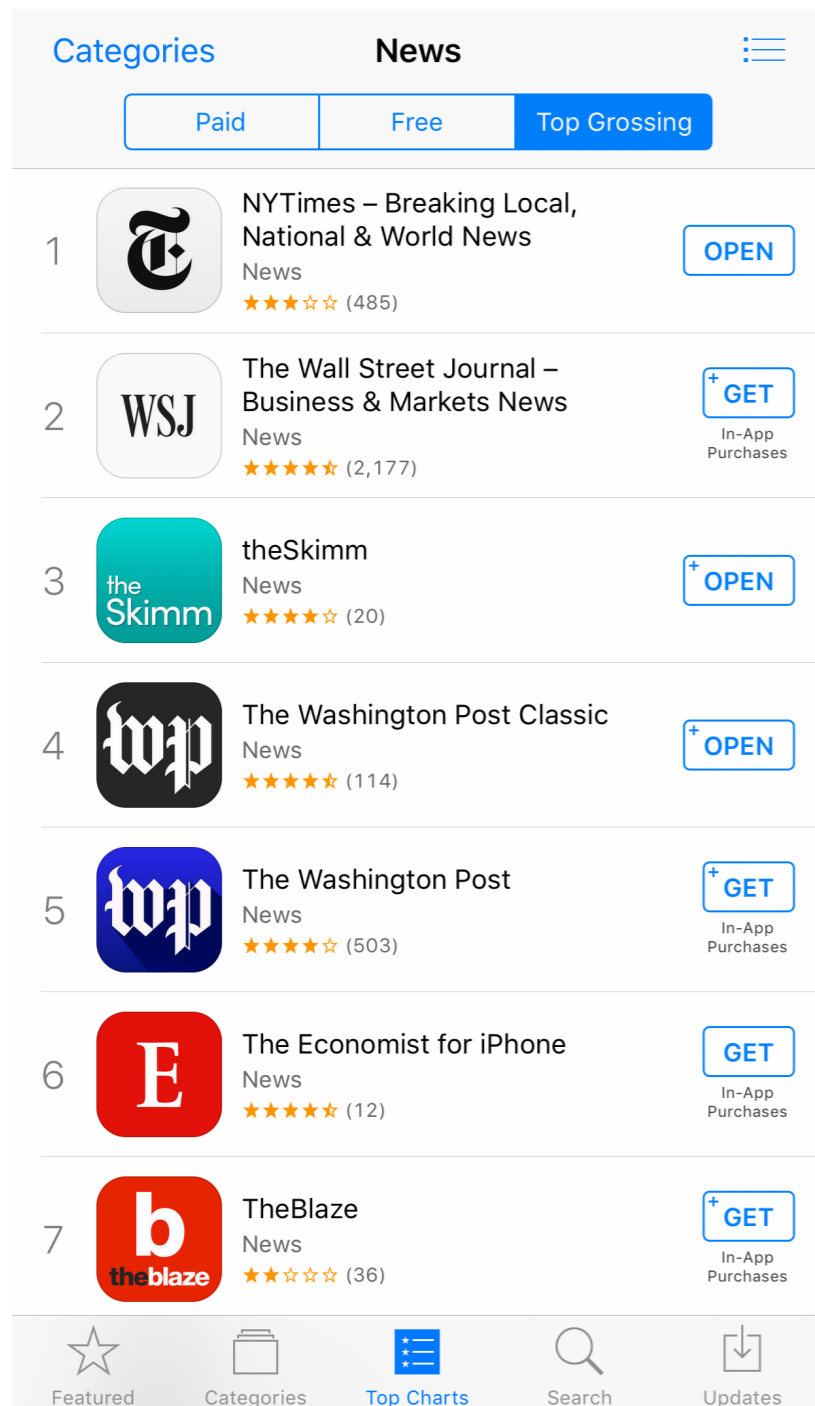 Categories
News
Paid
Free
Top Grossing
1
NYTimes – Breaking Local,
National & World News
News
(485)
OPEN
2
WSJ
The Wall Street Journal –
Business & Markets News
News
(2,177)
+ GET
In-App
Purchases
3
the
Skimm
theSkimm
News
(20)
+ OPEN
4
wp
The Washington Post Classic
News
(114)
+ OPEN
5
wp
The Washington Post
News
(503)
+ GET
In-App
Purchases
6
E
The Economist for iPhone
News
(12)
GET
In-App
Purchases
7
b
theblaze
TheBlaze
News
(36)
+ GET
In-App
Purchases
Featured
Categories
Top Charts
Search
Updates